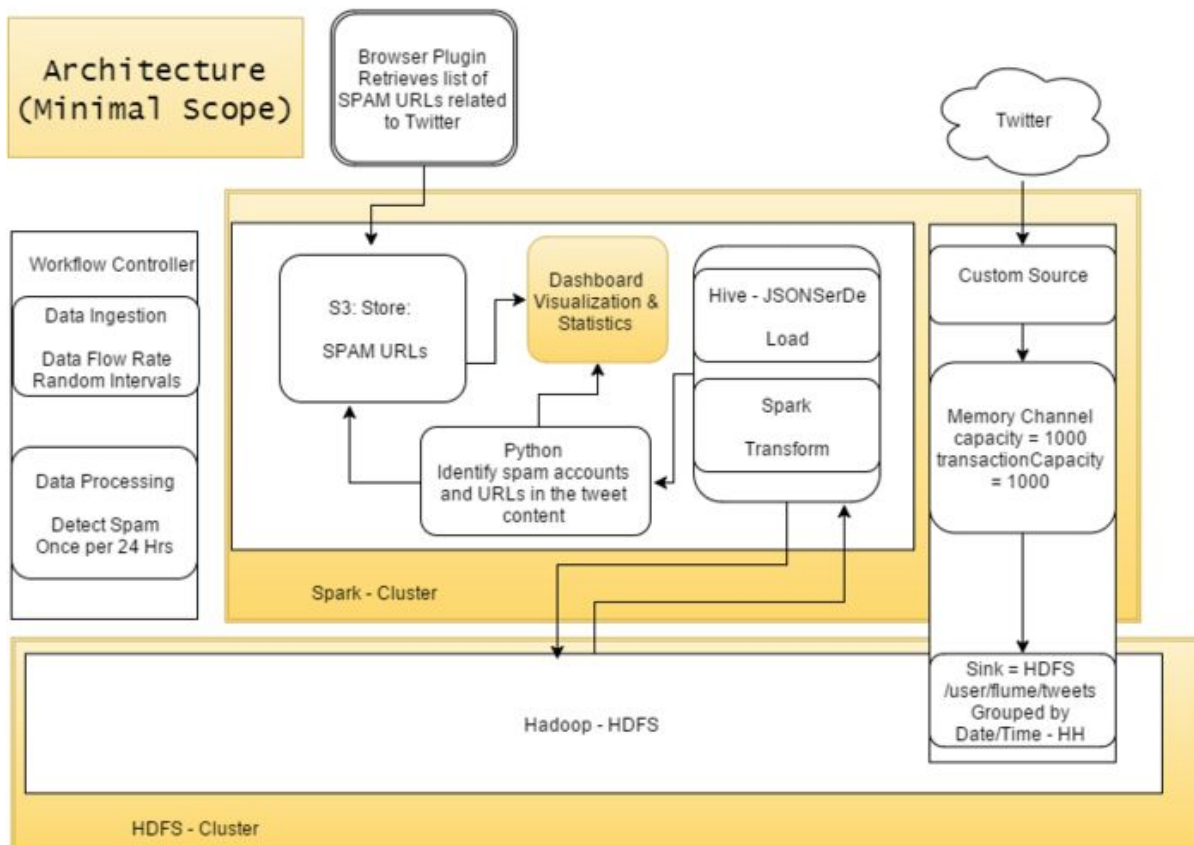 Architecture
(Minimal Scope)
Browser Plugin
Retrieves list of
SPAM URLs related
to Twitter
Twitter
Workflow Controller
Data Ingestion
Data Flow Rate
Random Intervals
Data Processing
Detect Spam
Once per 24 Hrs
S3: Store:
SPAM URLs
Dashboard
Visualization &
Statistics
Hive - JSONSerDe
Load
Spark
Transform
Python
Identify spam accounts
and URLs in the tweet
content
Custom Source
Memory Channel
capacity = 1000
transactionCapacity
= 1000
Spark - Cluster
Sink = HDFS
/user/flume/tweets
Grouped by
Date/Time - HH
Hadoop - HDFS
HDFS - Cluster